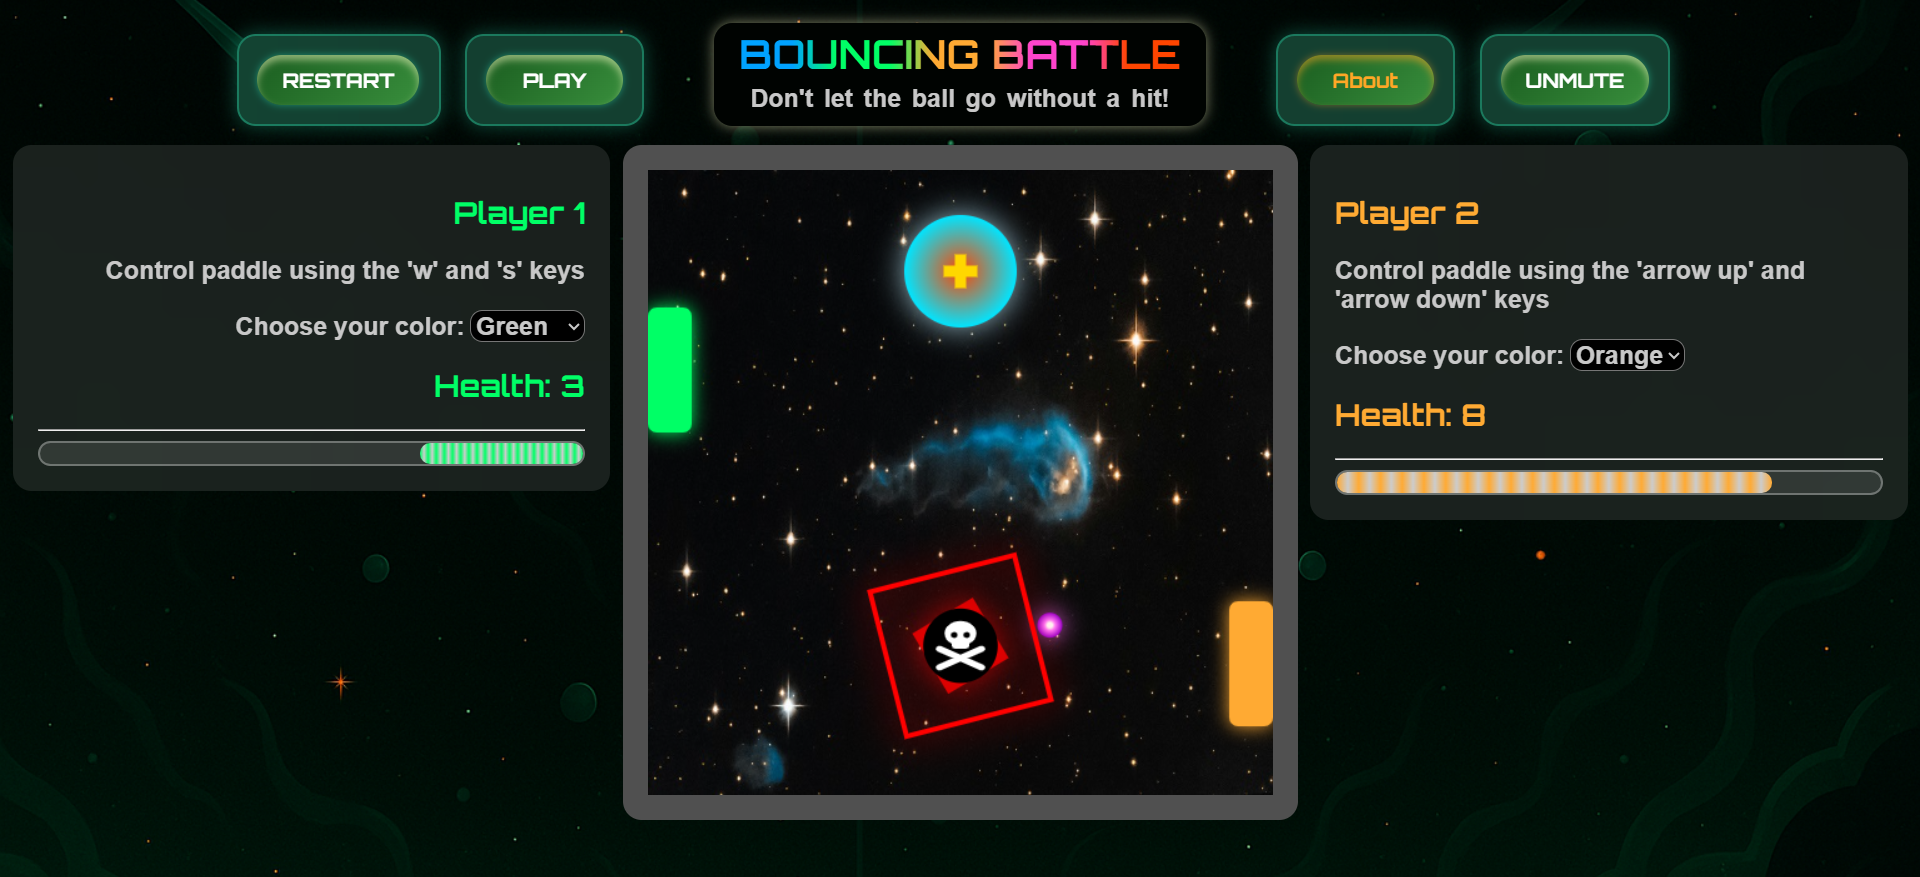 RESTART
PLAY
BOUNCING BATTLE
Don't let the ball go without a hit!
About
UNMUTE
Player 1
Control paddle using the 'w' and 's' keys
Choose your color: Green
Health: 3
Player 2
Control paddle using the 'arrow up' and
'arrow down' keys
Choose your color: Orange
Health: 8